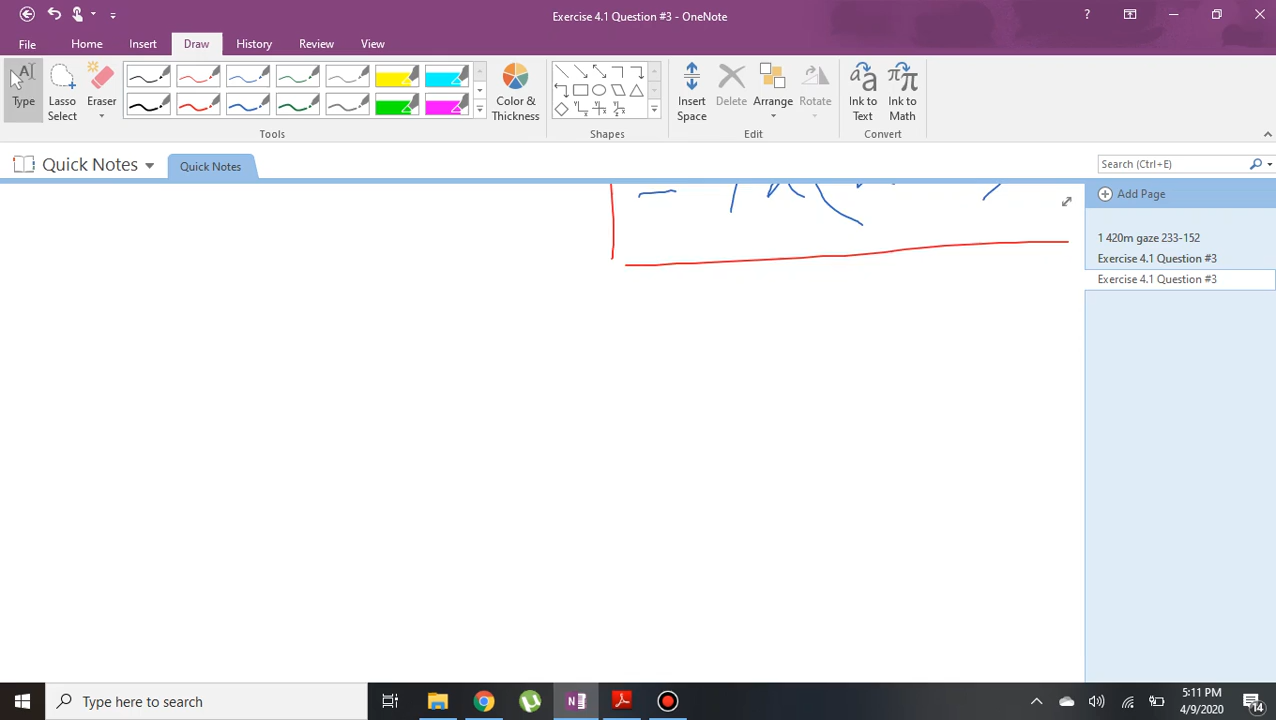 Exercise 4.1 Question #3 - OneNote
?
File Home Insert Draw History Review View
Type
Lasso Select
Eraser
Color & Thickness
Insert Space
Delete
Arrange
Rotate
Ink to Text
Ink to Math
Tools
Shapes
Edit
Convert
Quick Notes
Quick Notes
Search (Ctrl+E)
Add Page
1 420m gaze 233-152
Exercise 4.1 Question #3
Exercise 4.1 Question #3
=
Type here to search
5:11 PM
4/9/2020
14